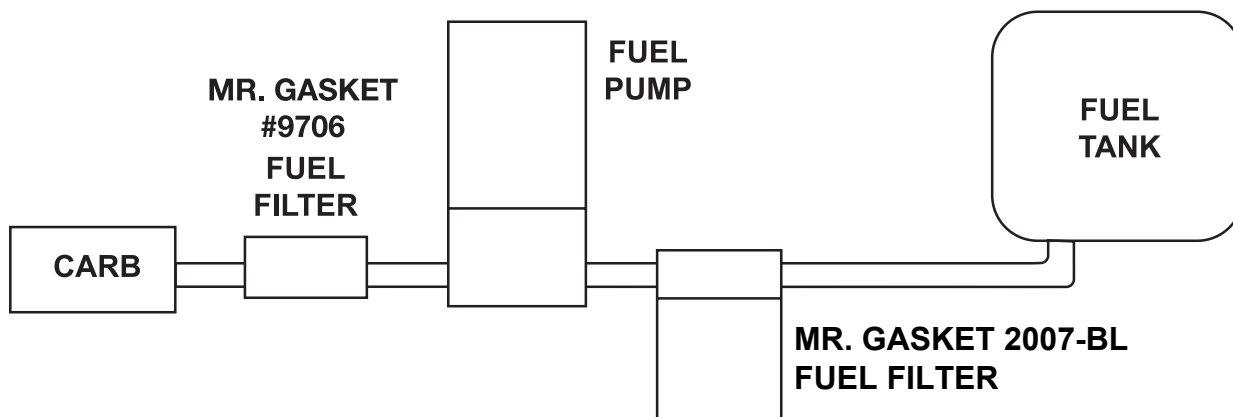 MR. GASKET
#9706
FUEL
FILTER
FUEL
PUMP
FUEL
TANK
CARB
MR. GASKET 2007-BL
FUEL FILTER